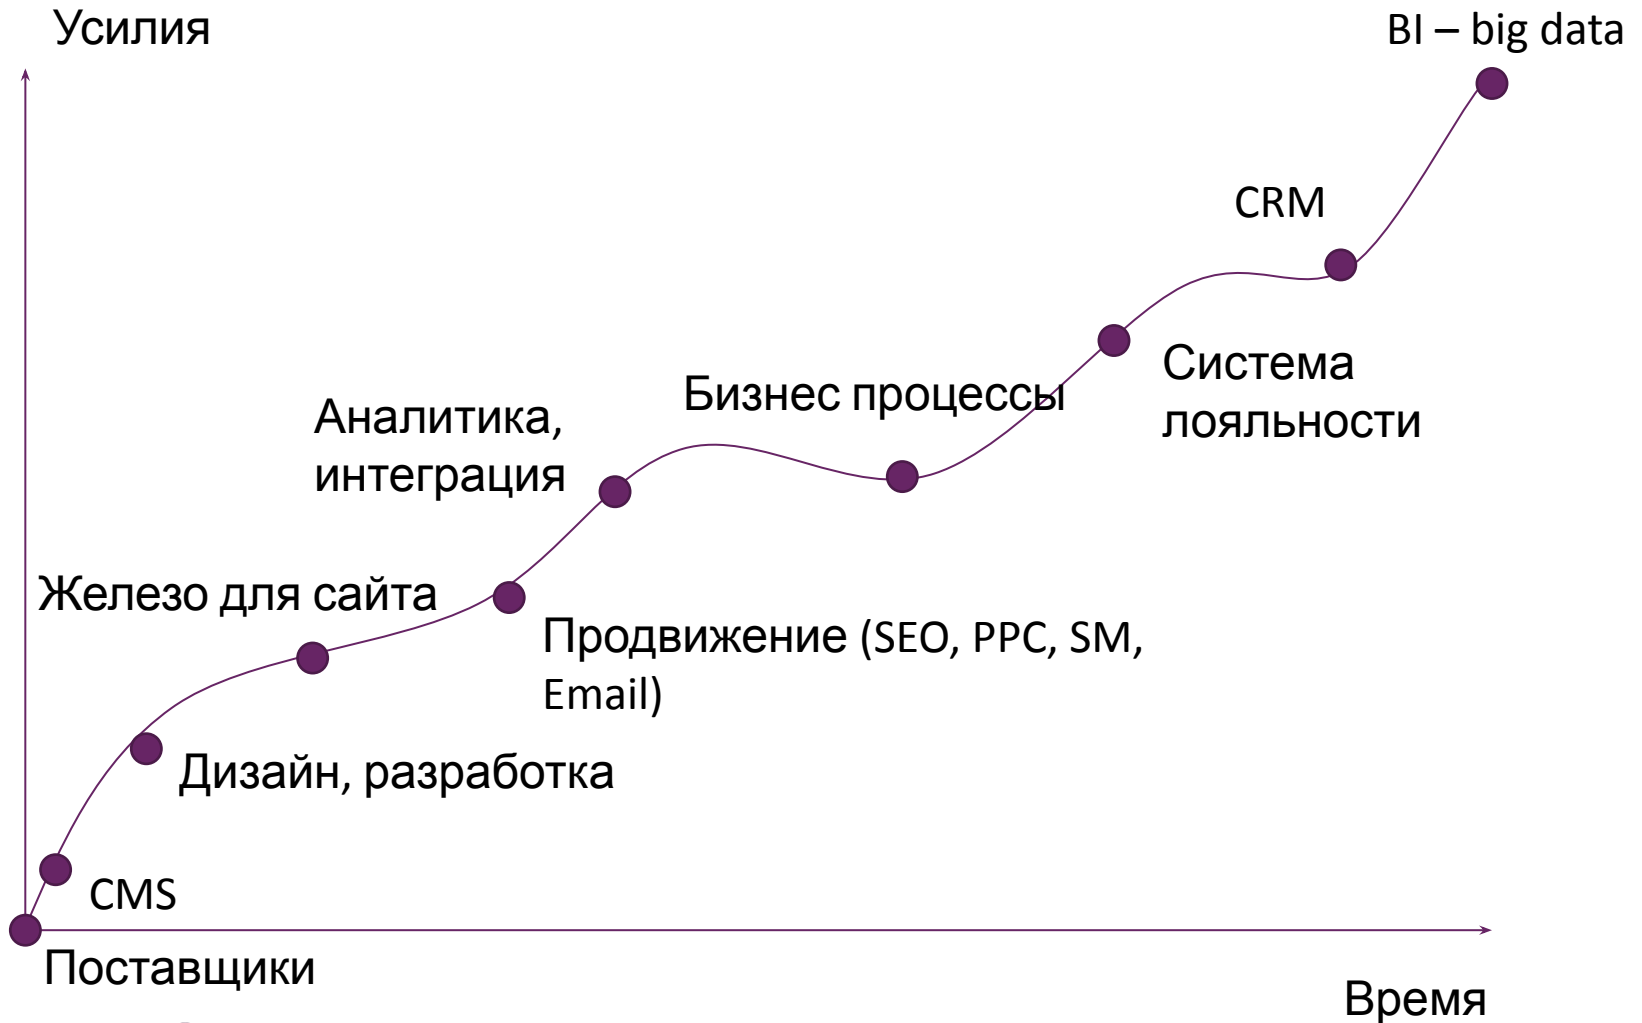 Усилия
BI – big data
CRM
Система
лояльности
Бизнес процессы
Аналитика,
интеграция
Железо для сайта
Продвижение (SEO, PPC, SM,
Email)
Дизайн, разработка
CMS
Поставщики
Время